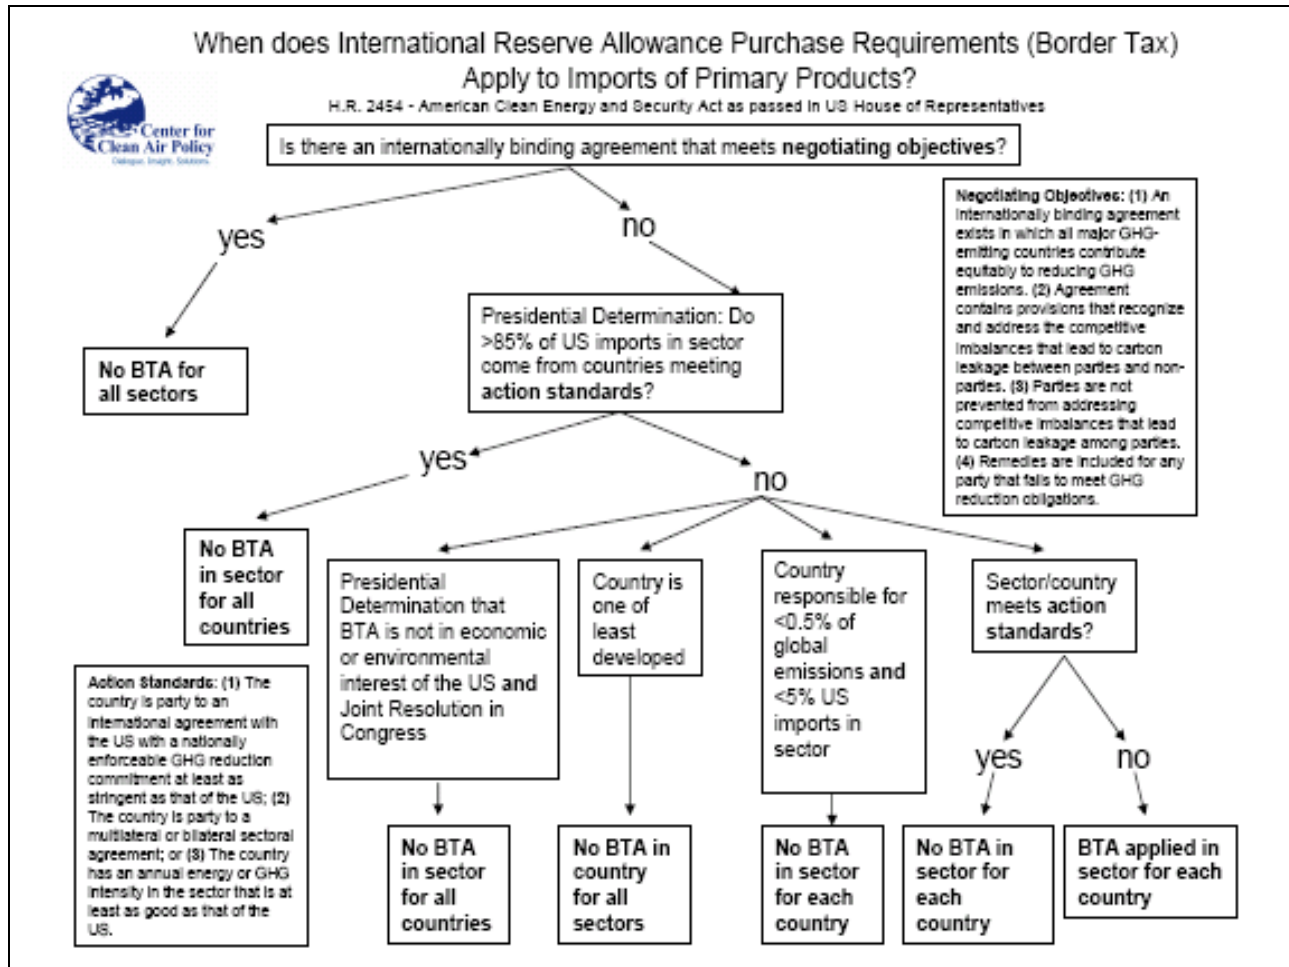 When does International Reserve Allowance Purchase Requirements (Border Tax)
Apply to Imports of Primary Products?
H.R. 2454 - American Clean Energy and Security Act as passed in US House of Representatives
Center for
Clean Air Policy
Dialogue. Insight. Solutions.
Is there an internationally binding agreement that meets negotiating objectives?
yes
no
Negotiating Objectives: (1) An
internationally binding agreement
exists in which all major GHG-
emitting countries contribute
equitably to reducing GHG
emissions. (2) Agreement
contains provisions that recognize
and address the competitive
imbalances that lead to carbon
leakage between parties and non-
parties. (3) Parties are not
prevented from addressing
competitive imbalances that lead
to carbon leakage among parties.
(4) Remedies are included for any
party that fails to meet GHG
reduction obligations.
No BTA for
all sectors
Presidential Determination: Do
>85% of US imports in sector
come from countries meeting
action standards?
yes
no
No BTA
in sector
for all
countries
Presidential
Determination that
BTA is not in economic
or environmental
interest of the US and
Joint Resolution in
Congress
Country is
one of
least
developed
Country
responsible for
<0.5% of
global
emissions and
<5% US
imports in
sector
Sector/country
meets action
standards?
Action Standards: (1) The
country is party to an
international agreement with
the US with a nationally
enforceable GHG reduction
commitment at least as
stringent as that of the US; (2)
The country is party to a
multilateral or bilateral sectoral
agreement; or (3) The country
has an annual energy or GHG
intensity in the sector that is at
least as good as that of the
US.
yes
no
No BTA
in sector
for all
countries
No BTA in
country
for all
sectors
No BTA
in sector
for each
country
No BTA in
sector for
each
country
BTA applied in
sector for each
country